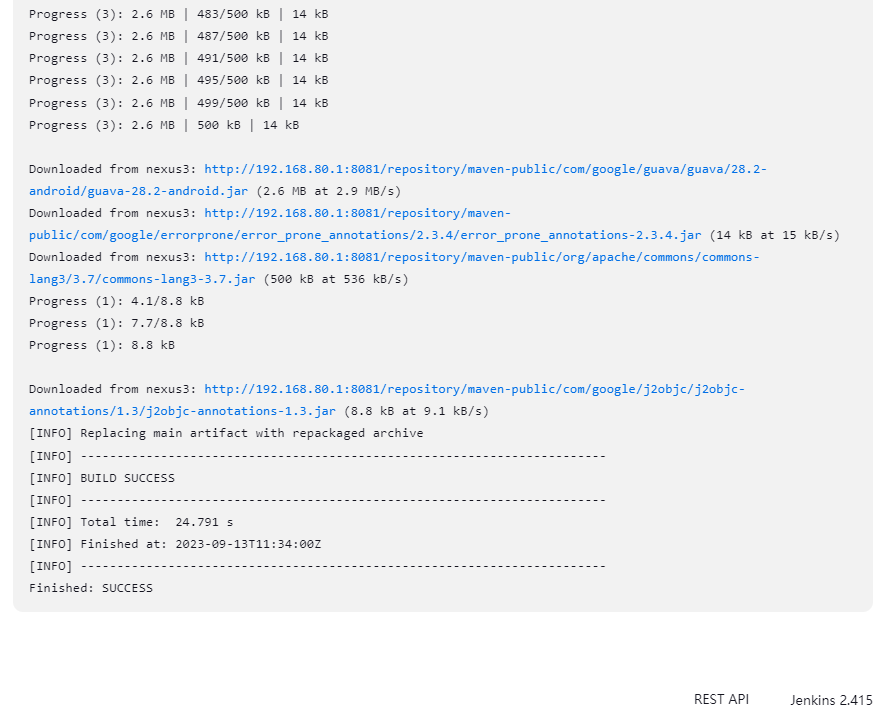 Progress (3): 2.6 MB | 483/500 kB | 14 kB
Progress (3): 2.6 MB | 487/500 kB | 14 kB
Progress (3): 2.6 MB | 491/500 kB | 14 kB
Progress (3): 2.6 MB | 495/500 kB | 14 kB
Progress (3): 2.6 MB | 499/500 kB | 14 kB
Progress (3): 2.6 MB | 500 kB | 14 kB
Downloaded from nexus3: http://192.168.80.1:8081/repository/maven-public/com/google/guava/guava/28.2-
android/guava-28.2-android.jar (2.6 MB at 2.9 MB/s)
Downloaded from nexus3: http://192.168.80.1:8081/repository/maven-
public/com/google/errorprone/error_prone_annotations/2.3.4/error_prone_annotations-2.3.4.jar (14 kB at 15 kB/s)
Downloaded from nexus3: http://192.168.80.1:8081/repository/maven-public/org/apache/commons/commons-
lang3/3.7/commons-lang3-3.7.jar (500 kB at 536 kB/s)
Progress (1): 4.1/8.8 kB
Progress (1): 7.7/8.8 kB
Progress (1): 8.8 kB
Downloaded from nexus3: http://192.168.80.1:8081/repository/maven-public/com/google/j2objc/j2objc-
annotations/1.3/j2objc-annotations-1.3.jar (8.8 kB at 9.1 kB/s)
[INFO] Replacing main artifact with repackaged archive
[INFO] ------------------------------------------------------------------------
[INFO] BUILD SUCCESS
[INFO] ------------------------------------------------------------------------
[INFO] Total time:  24.791 s
[INFO] Finished at: 2023-09-13T11:34:00Z
[INFO] ------------------------------------------------------------------------
Finished: SUCCESS
REST API Jenkins 2.415